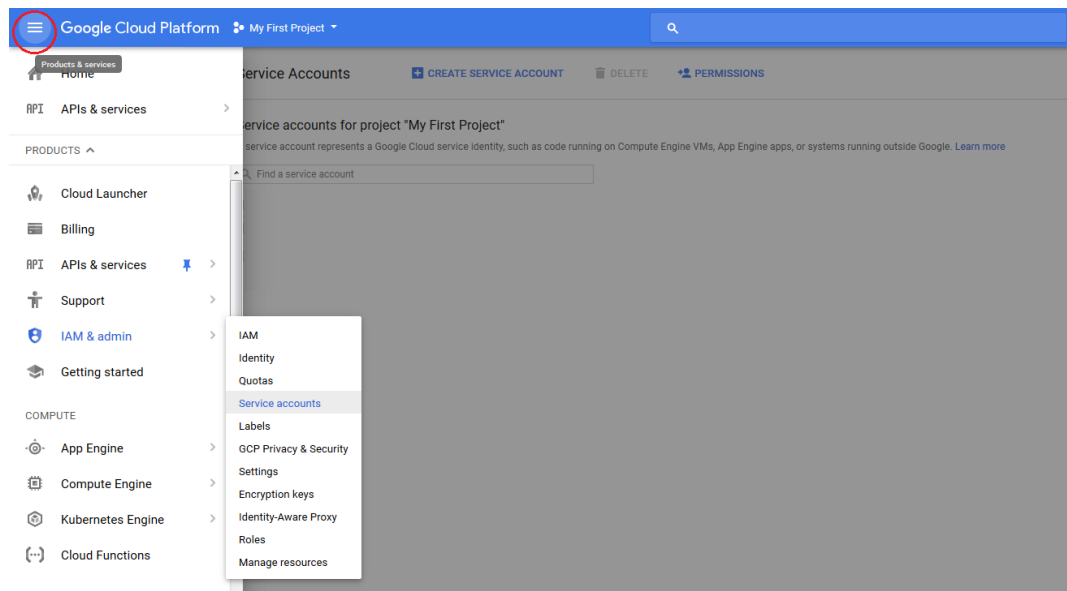 Google Cloud Platform My First Project
Products & services
Home
API APIs & services
PRODUCTS
Cloud Launcher
Billing
API APIs & services
Support
IAM & admin
Getting started
COMPUTE
App Engine
Compute Engine
Kubernetes Engine
Cloud Functions
IAM
Identity
Quotas
Service accounts
Labels
GCP Privacy & Security
Settings
Encryption keys
Identity-Aware Proxy
Roles
Manage resources
Service Accounts CREATE SERVICE ACCOUNT DELETE PERMISSIONS
Service accounts for project "My First Project"
service account represents a Google Cloud service identity, such as code running on Compute Engine VMs, App Engine apps, or systems running outside Google. Learn more
Find a service account